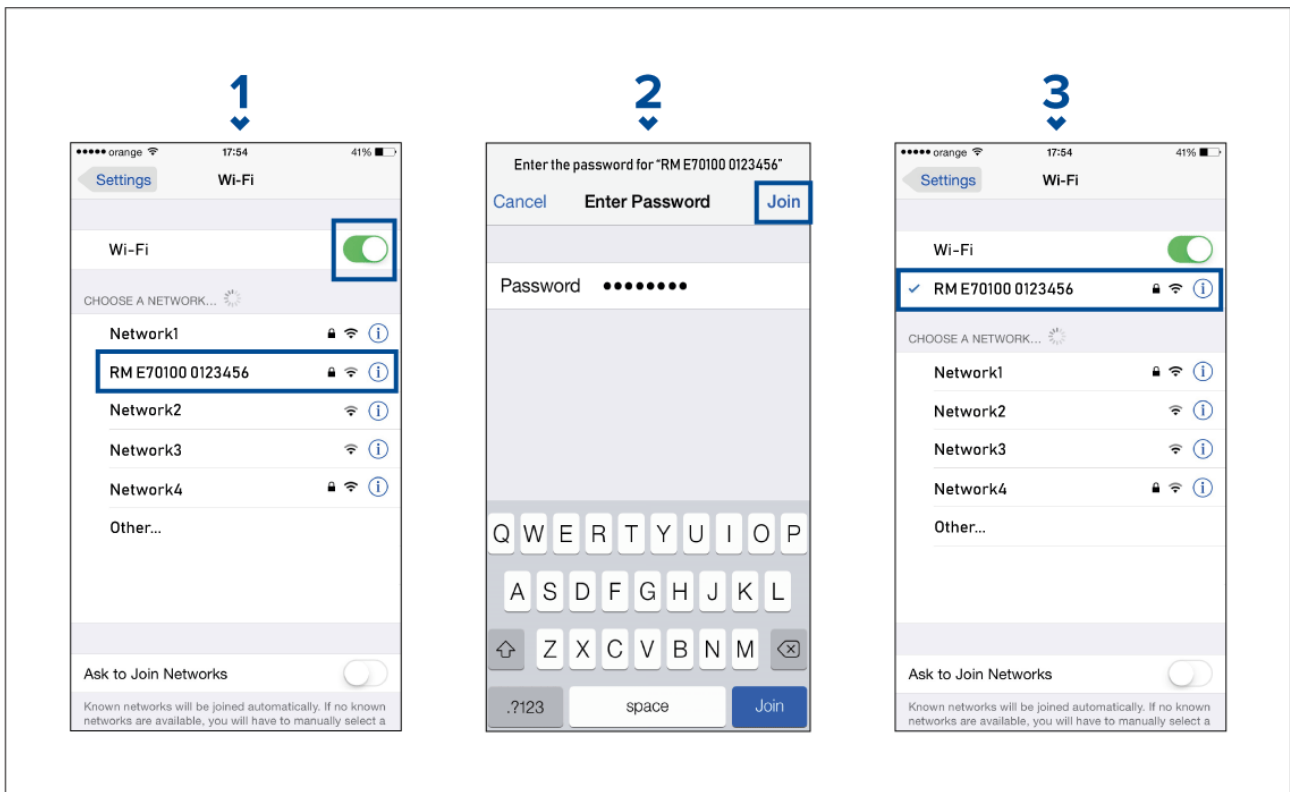 1
orange 17:54 41%
Settings Wi-Fi
Wi-Fi
CHOOSE A NETWORK...
Network1
RM E70100 0123456
Network2
Network3
Network4
Other...
Ask to Join Networks
Known networks will be joined automatically. If no known
networks are available, you will have to manually select a
2
Enter the password for "RM E70100 0123456"
Cancel Enter Password Join
Password ••••••••
Q W E R T Y U I O P
A S D F G H J K L
Z X C V B N M
.?123 space Join
3
orange 17:54 41%
Settings Wi-Fi
Wi-Fi
RM E70100 0123456
CHOOSE A NETWORK...
Network1
Network2
Network3
Network4
Other...
Ask to Join Networks
Known networks will be joined automatically. If no known
networks are available, you will have to manually select a